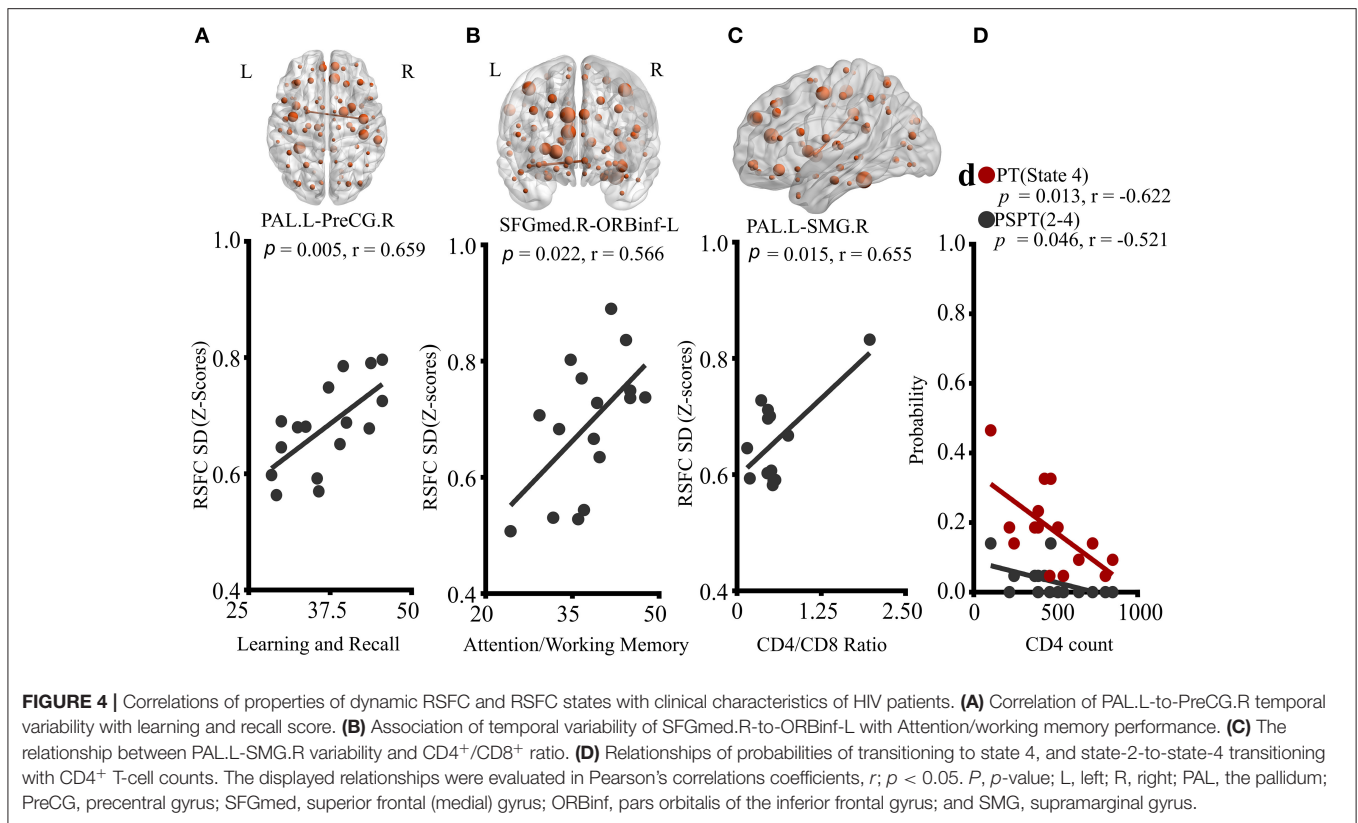 A B C D
L R L R
d PT(State 4)
p = 0.013, r = -0.622
PSPT(2-4)
p = 0.046, r = -0.521
PAL.L-PreCG.R
p = 0.005, r = 0.659
1.0
0.8
0.6
0.4
RSFC SD (Z-Scores)
25 37.5 50
Learning and Recall
SFGmed.R-ORBinf-L
p = 0.022, r = 0.566
1.0
0.8
0.6
0.4
RSFC SD (Z-scores)
20 35 50
Attention/Working Memory
PAL.L-SMG.R
p = 0.015, r = 0.655
1.0
0.8
0.6
0.4
RSFC SD (Z-scores)
0 1.25 2.50
CD4/CD8 Ratio
1.0
0.8
0.6
0.4
0.2
0.0
Probability
0 500 1000
CD4 count
FIGURE 4 | Correlations of properties of dynamic RSFC and RSFC states with clinical characteristics of HIV patients. (A) Correlation of PAL.L-to-PreCG.R temporal
variability with learning and recall score. (B) Association of temporal variability of SFGmed.R-to-ORBinf-L with Attention/working memory performance. (C) The
relationship between PAL.L-SMG.R variability and CD4⁺/CD8⁺ ratio. (D) Relationships of probabilities of transitioning to state 4, and state-2-to-state-4 transitioning
with CD4⁺ T-cell counts. The displayed relationships were evaluated in Pearson's correlations coefficients, r; p < 0.05. P, p-value; L, left; R, right; PAL, the pallidum;
PreCG, precentral gyrus; SFGmed, superior frontal (medial) gyrus; ORBinf, pars orbitalis of the inferior frontal gyrus; and SMG, supramarginal gyrus.